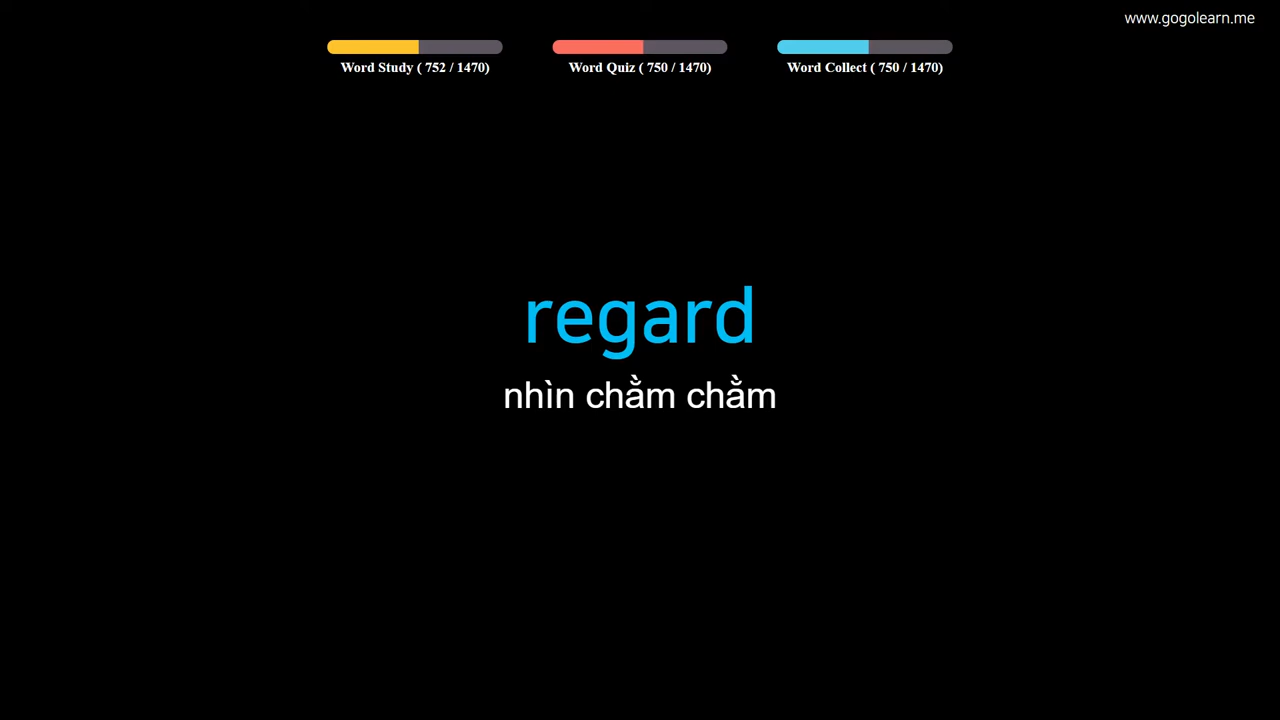 www.gogolearn.me
Word Study ( 752 / 1470)
Word Quiz ( 750 / 1470)
Word Collect ( 750 / 1470)
regard
nhìn chằm chằm